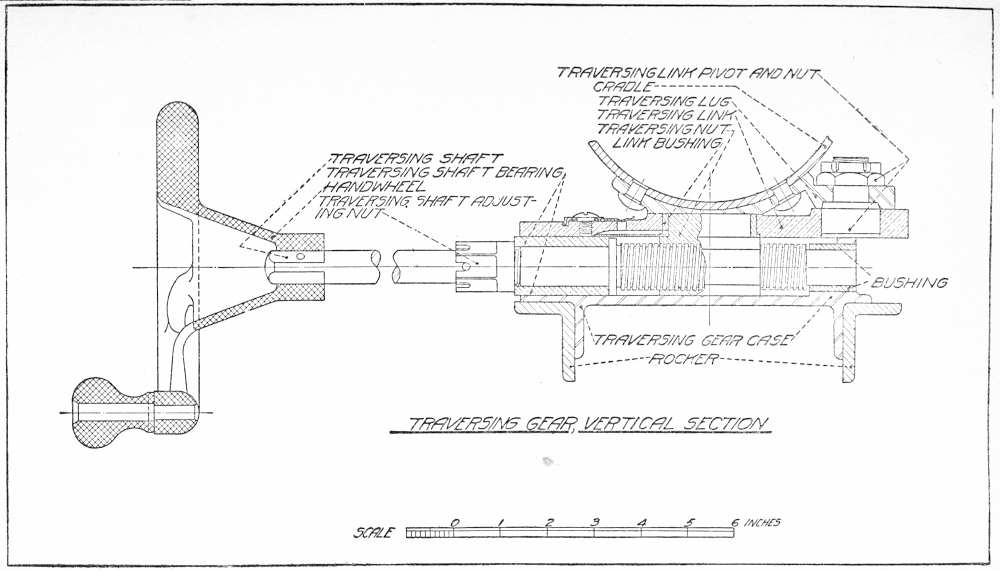 TRAVERSING LINK PIVOT AND NUT
CRADLE
TRAVERSING LUG
TRAVERSING LINK
TRAVERSING NUT
LINK BUSHING
TRAVERSING SHAFT
TRAVERSING SHAFT BEARING
HANDWHEEL
TRAVERSING SHAFT ADJUST-
ING NUT
BUSHING
TRAVERSING GEAR CASE
ROCKER
TRAVERSING GEAR, VERTICAL SECTION
SCALE 0 1 2 3 4 5 6 INCHES